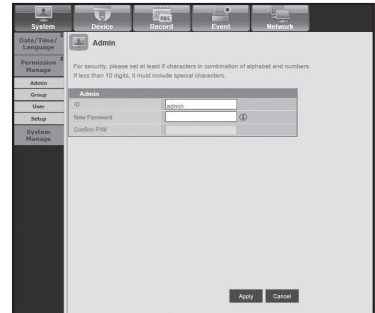 System Device Record Event Network
Date/Time/
Language
Admin
Permission
Manage
For security, please set at least 8 characters in combination of alphabet and numbers.
If less than 10 digits, it must include special characters.
Admin
Group
User
Setup
System
Manage
Admin
ID admin
New Password
Confirm P/W
Apply Cancel